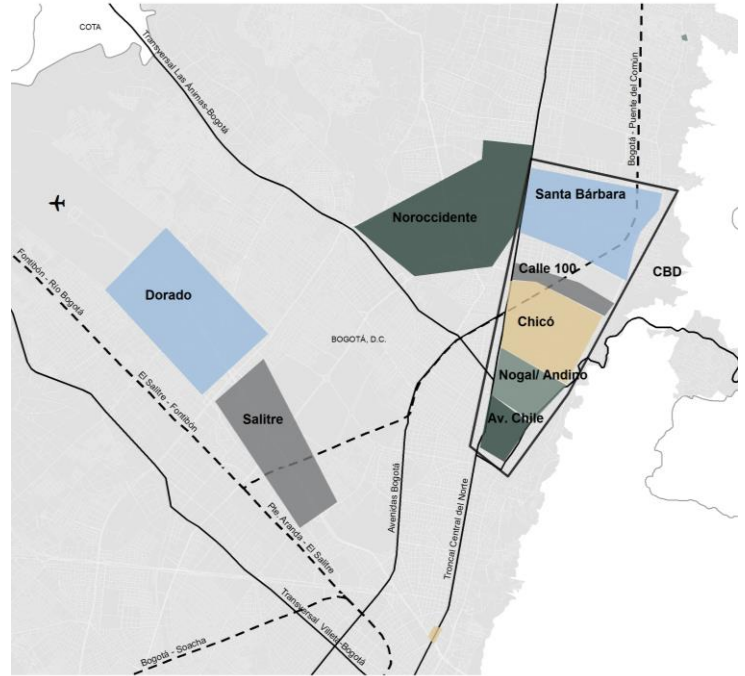 COTA
Transversal Las Ánimas-Bogotá
Bogotá - Puente del Común
Santa Bárbara
Noroccidente
Fontibón - Río Bogotá
Calle 100
CBD
Dorado
Chicó
BOGOTÁ, D.C.
Nogal/ Andino
El Salitre - Fontibón
Salitre
Av. Chile
Avenidas Bogotá
Troncal Central del Norte
Pte. Aranda - El Salitre
Transversal Villeta-Bogotá
Bogotá - Soacha